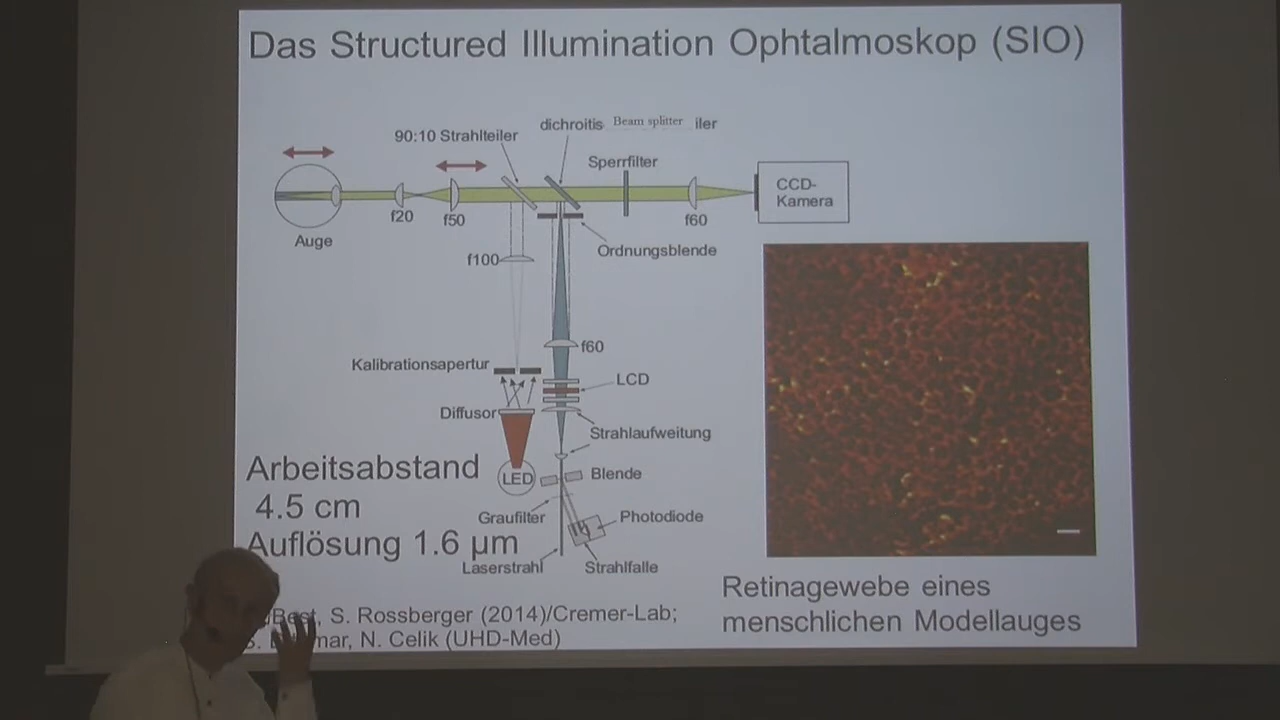 Das Structured Illumination Ophtalmoskop (SIO)
dichroitis Beam splitter iler
90:10 Strahlteiler
Sperrfilter
CCD-
Kamera
f20
f50
f60
Auge
Ordnungsblende
f100
f60
Kalibrationsapertur
LCD
Diffusor
Strahlaufweitung
Arbeitsabstand
4.5 cm
LED
Blende
Graufilter
Photodiode
Auflösung 1.6 µm
Laserstrahl
Strahlfalle
Retinagewebe eines
menschlichen Modellauges
Best, S. Rossberger (2014)/Cremer-Lab;
N. Celik (UHD-Med)